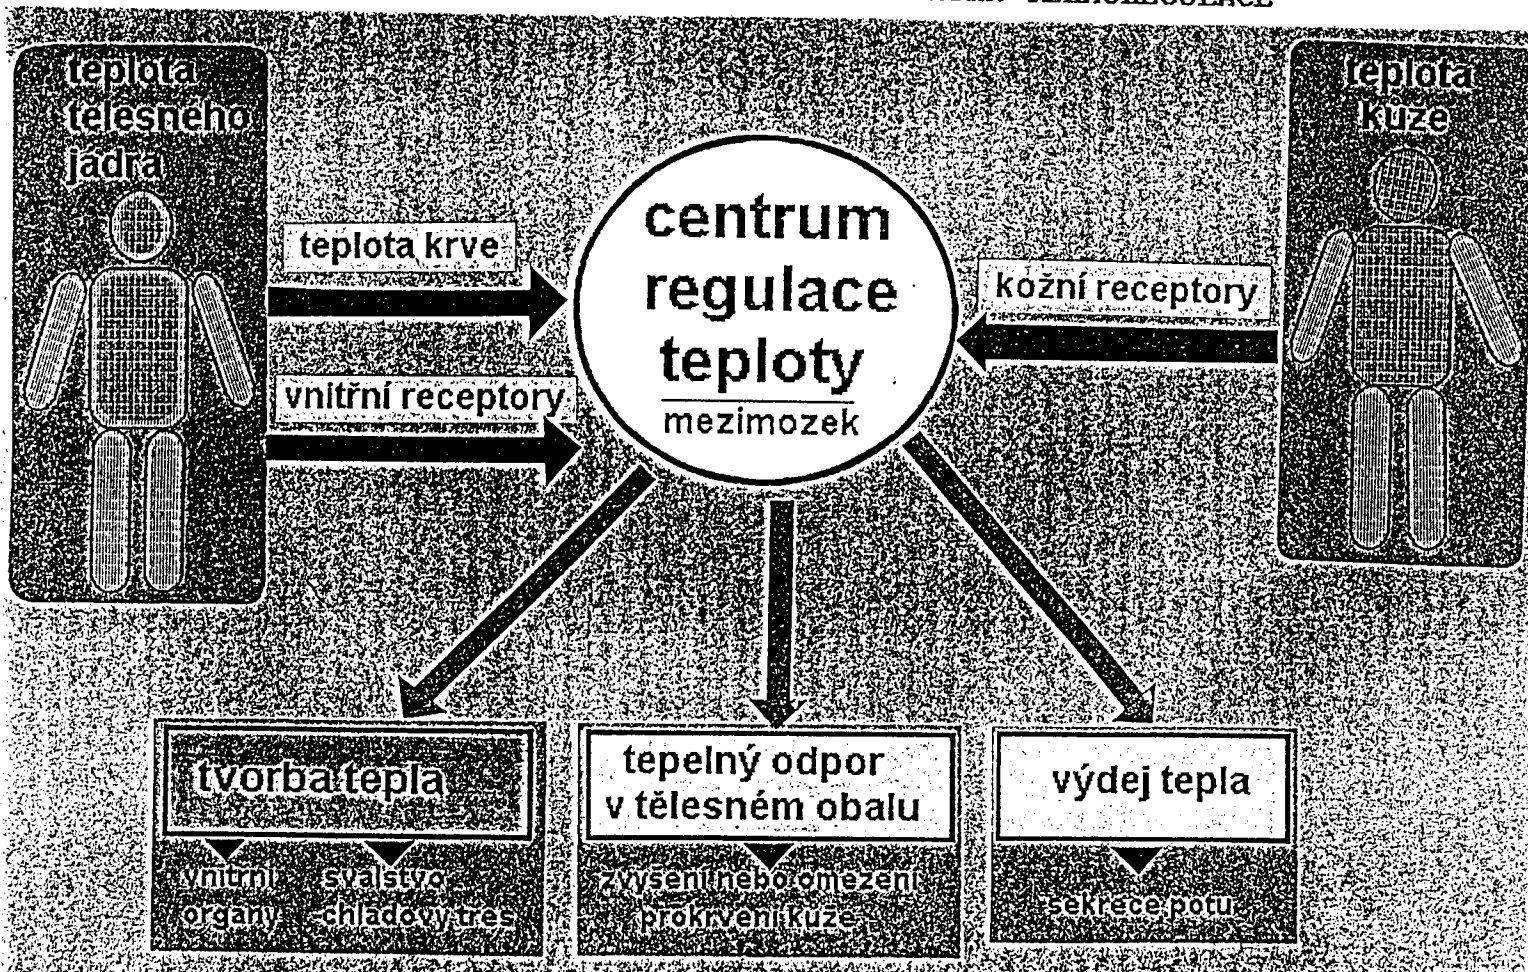 TERMOREGULACE
teplota
tělesného
jádra
teplota
kůže
teplota krve
centrum
regulace
teploty
mezimozek
kožní receptory
vnitřní receptory
tvorba tepla
tepelný odpor
v tělesném obalu
výdej tepla
vnitřní
orgány
svalstvo
chladový třes
zvýšení nebo omezení
prokrvení kůže
sekrece potu